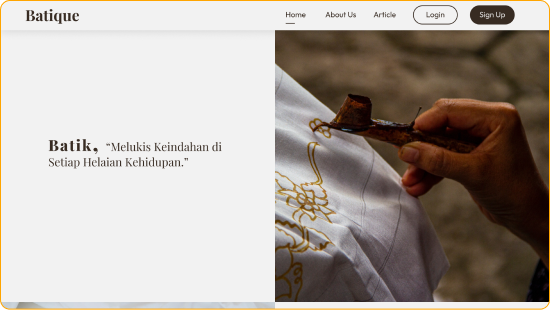 Batique
Home
About Us
Article
Login
Sign Up
Batik, “Melukis Keindahan di
Setiap Helaian Kehidupan.”